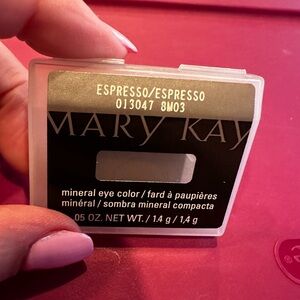 ESPRESSO/ESPRESSO
013047 8M03
MARY KAY
mineral eye color / fard à paupières
minéral / sombra mineral compacta
.05 OZ. NET WT. / 1.4 g / 1,4 g